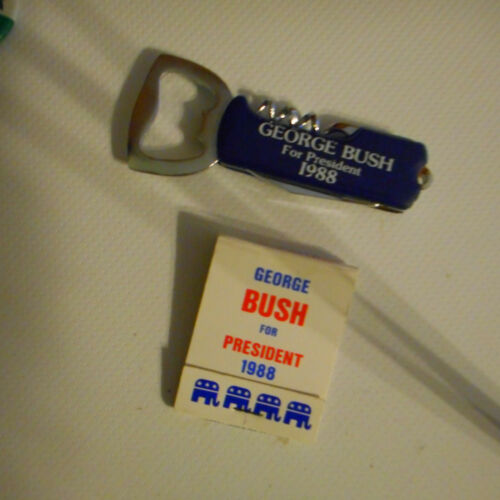 GEORGE BUSH
For President
1988
GEORGE
BUSH
FOR
PRESIDENT
1988